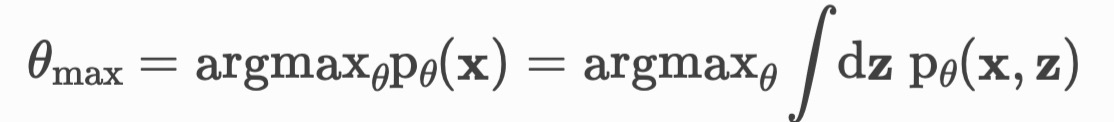 θ_max = argmax_θ p_θ(𝐱) = argmax_θ ∫ d𝐳 p_θ(𝐱, 𝐳)